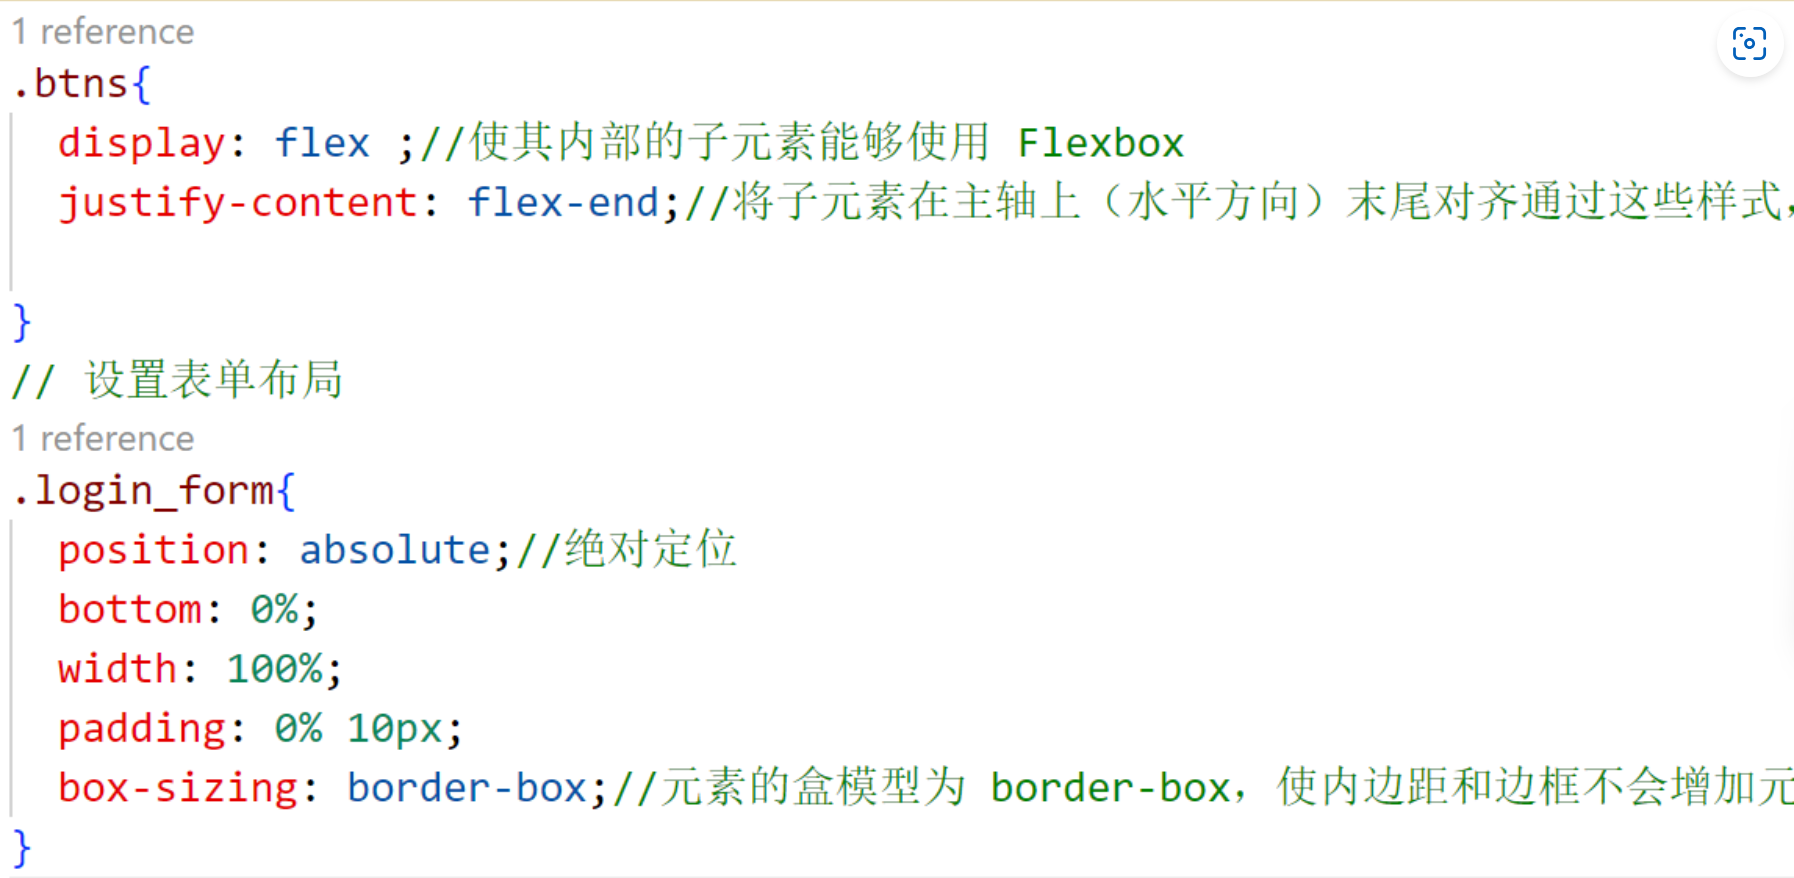 1 reference
.btns{
display: flex ;//使其内部的子元素能够使用 Flexbox
justify-content: flex-end;//将子元素在主轴上（水平方向）末尾对齐通过这些样式，
}
// 设置表单布局
1 reference
.login_form{
position: absolute;//绝对定位
bottom: 0%;
width: 100%;
padding: 0% 10px;
box-sizing: border-box;//元素的盒模型为 border-box，使内边距和边框不会增加元
}